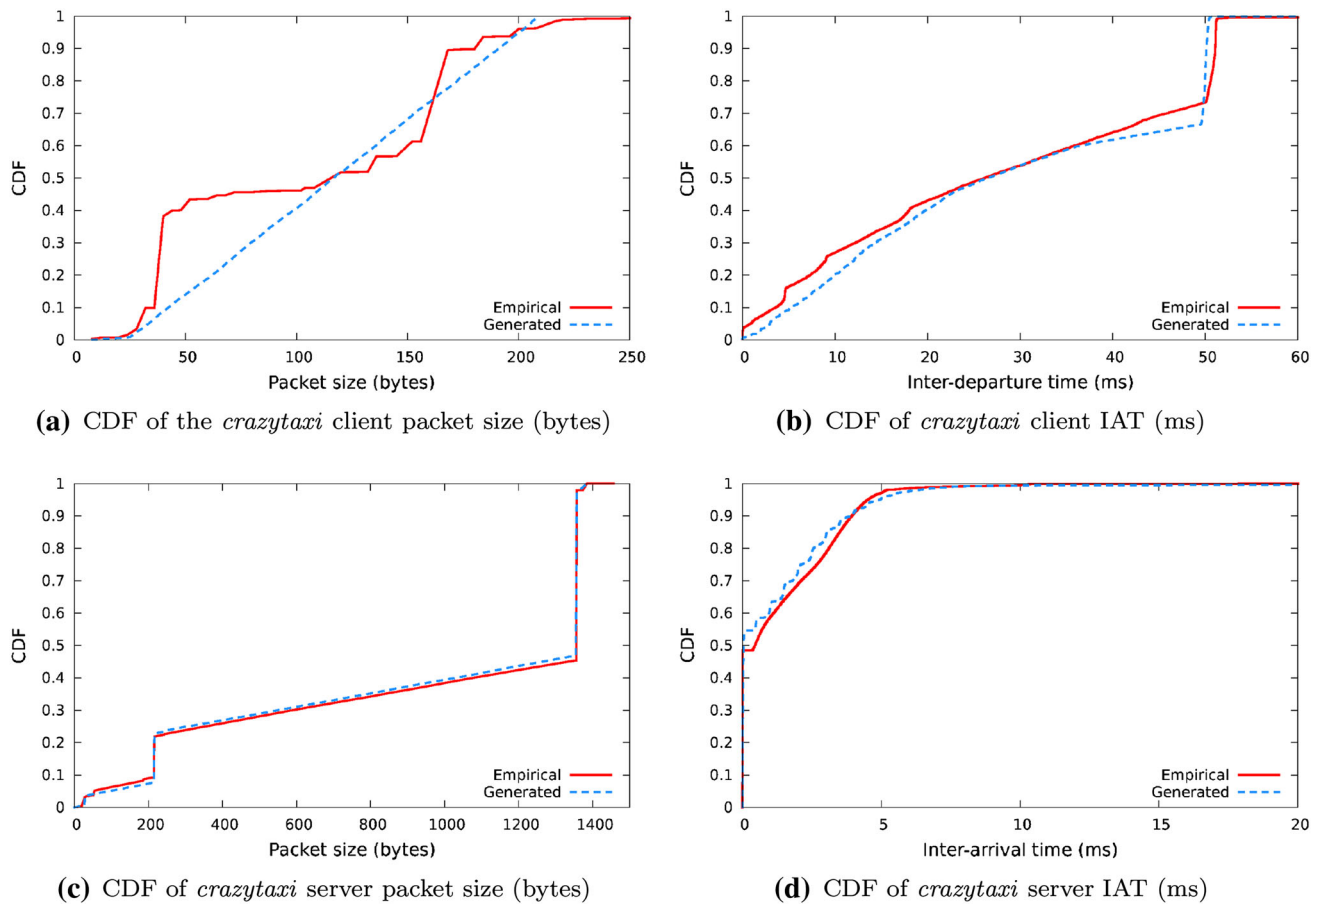 1
0.9
0.8
0.7
0.6
0.5
0.4
0.3
0.2
0.1
0
CDF
Empirical
Generated
0 50 100 150 200 250
Packet size (bytes)
(a) CDF of the crazytaxi client packet size (bytes)
1
0.9
0.8
0.7
0.6
0.5
0.4
0.3
0.2
0.1
0
CDF
Empirical
Generated
0 10 20 30 40 50 60
Inter-departure time (ms)
(b) CDF of crazytaxi client IAT (ms)
1
0.9
0.8
0.7
0.6
0.5
0.4
0.3
0.2
0.1
0
CDF
Empirical
Generated
0 200 400 600 800 1000 1200 1400
Packet size (bytes)
(c) CDF of crazytaxi server packet size (bytes)
1
0.9
0.8
0.7
0.6
0.5
0.4
0.3
0.2
0.1
0
CDF
Empirical
Generated
0 5 10 15 20
Inter-arrival time (ms)
(d) CDF of crazytaxi server IAT (ms)